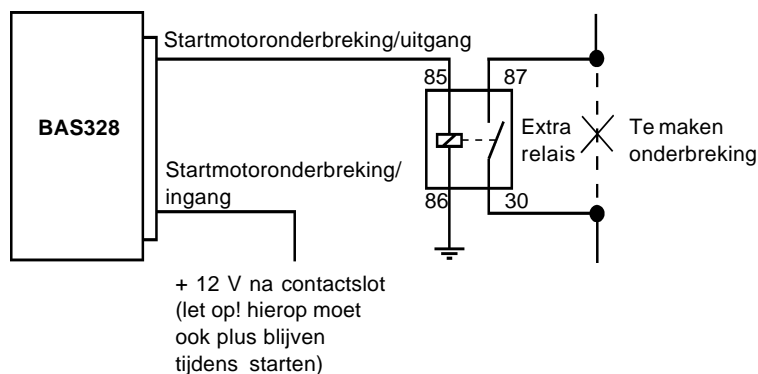 Startmotoronderbreking/uitgang
85
87
BAS328
Extra
relais
Te maken
onderbreking
Startmotoronderbreking/
ingang
86
30
+ 12 V na contactslot
(let op! hierop moet
ook plus blijven
tijdens starten)